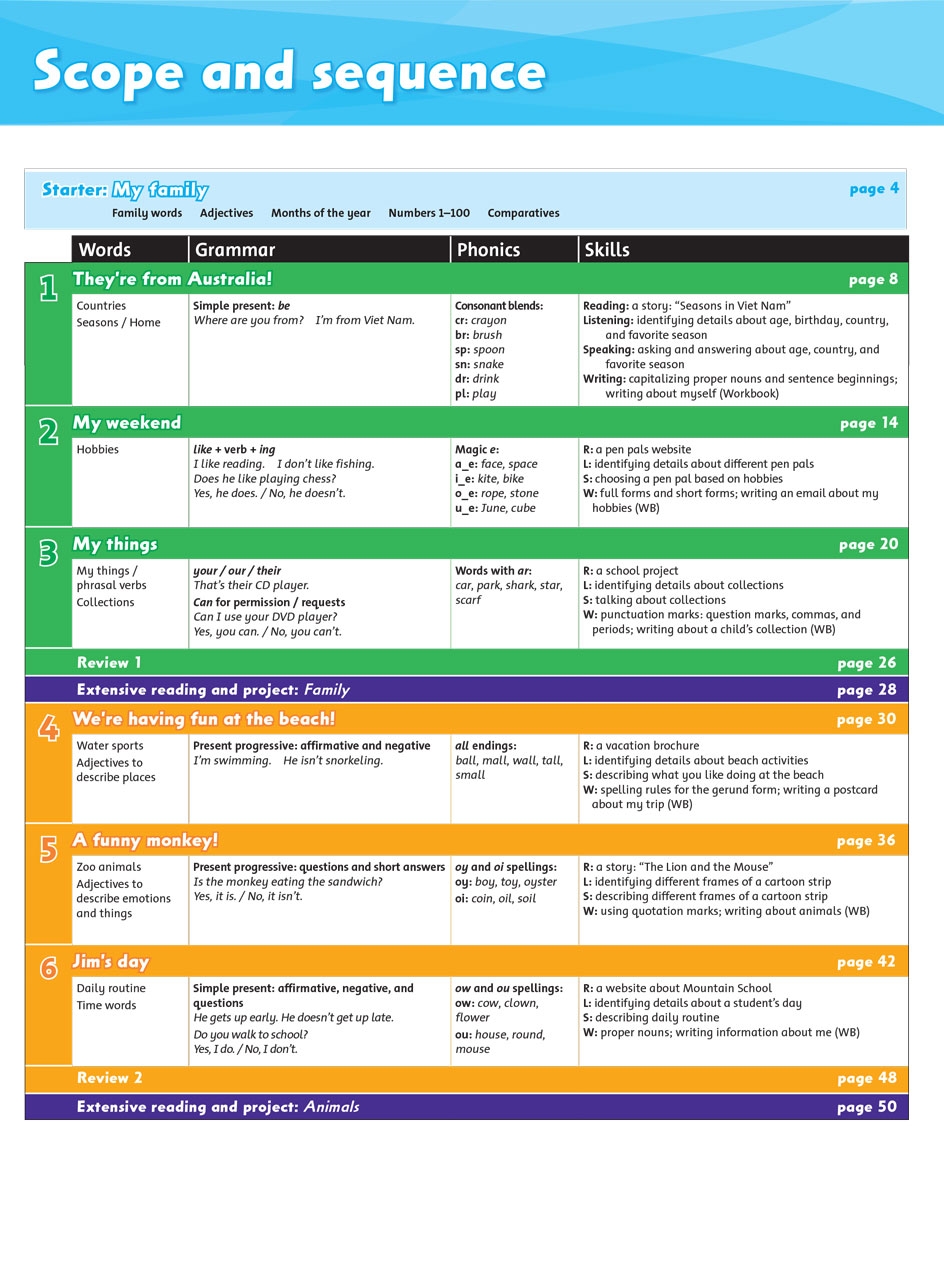 Scope and sequence
Starter: My family page 4
Family words Adjectives Months of the year Numbers 1–100 Comparatives
Words Grammar Phonics Skills
1 They're from Australia! page 8
Countries
Seasons / Home
Simple present: be
Where are you from? I'm from Viet Nam.
Consonant blends:
cr: crayon
br: brush
sp: spoon
sn: snake
dr: drink
pl: play
Reading: a story: “Seasons in Viet Nam”
Listening: identifying details about age, birthday, country,
and favorite season
Speaking: asking and answering about age, country, and
favorite season
Writing: capitalizing proper nouns and sentence beginnings;
writing about myself (Workbook)
2 My weekend page 14
Hobbies
like + verb + ing
I like reading. I don't like fishing.
Does he like playing chess?
Yes, he does. / No, he doesn't.
Magic e:
a_e: face, space
i_e: kite, bike
o_e: rope, stone
u_e: June, cube
R: a pen pals website
L: identifying details about different pen pals
S: choosing a pen pal based on hobbies
W: full forms and short forms; writing an email about my
hobbies (WB)
3 My things page 20
My things /
phrasal verbs
Collections
your / our / their
That's their CD player.
Can for permission / requests
Can I use your DVD player?
Yes, you can. / No, you can't.
Words with ar:
car, park, shark, star,
scarf
R: a school project
L: identifying details about collections
S: talking about collections
W: punctuation marks: question marks, commas, and
periods; writing about a child's collection (WB)
Review 1 page 26
Extensive reading and project: Family page 28
4 We're having fun at the beach! page 30
Water sports
Adjectives to
describe places
Present progressive: affirmative and negative
I'm swimming. He isn't snorkeling.
all endings:
ball, mall, wall, tall,
small
R: a vacation brochure
L: identifying details about beach activities
S: describing what you like doing at the beach
W: spelling rules for the gerund form; writing a postcard
about my trip (WB)
5 A funny monkey! page 36
Zoo animals
Adjectives to
describe emotions
and things
Present progressive: questions and short answers
Is the monkey eating the sandwich?
Yes, it is. / No, it isn't.
oy and oi spellings:
oy: boy, toy, oyster
oi: coin, oil, soil
R: a story: “The Lion and the Mouse”
L: identifying different frames of a cartoon strip
S: describing different frames of a cartoon strip
W: using quotation marks; writing about animals (WB)
6 Jim's day page 42
Daily routine
Time words
Simple present: affirmative, negative, and
questions
He gets up early. He doesn't get up late.
Do you walk to school?
Yes, I do. / No, I don't.
ow and ou spellings:
ow: cow, clown,
flower
ou: house, round,
mouse
R: a website about Mountain School
L: identifying details about a student's day
S: describing daily routine
W: proper nouns; writing information about me (WB)
Review 2 page 48
Extensive reading and project: Animals page 50